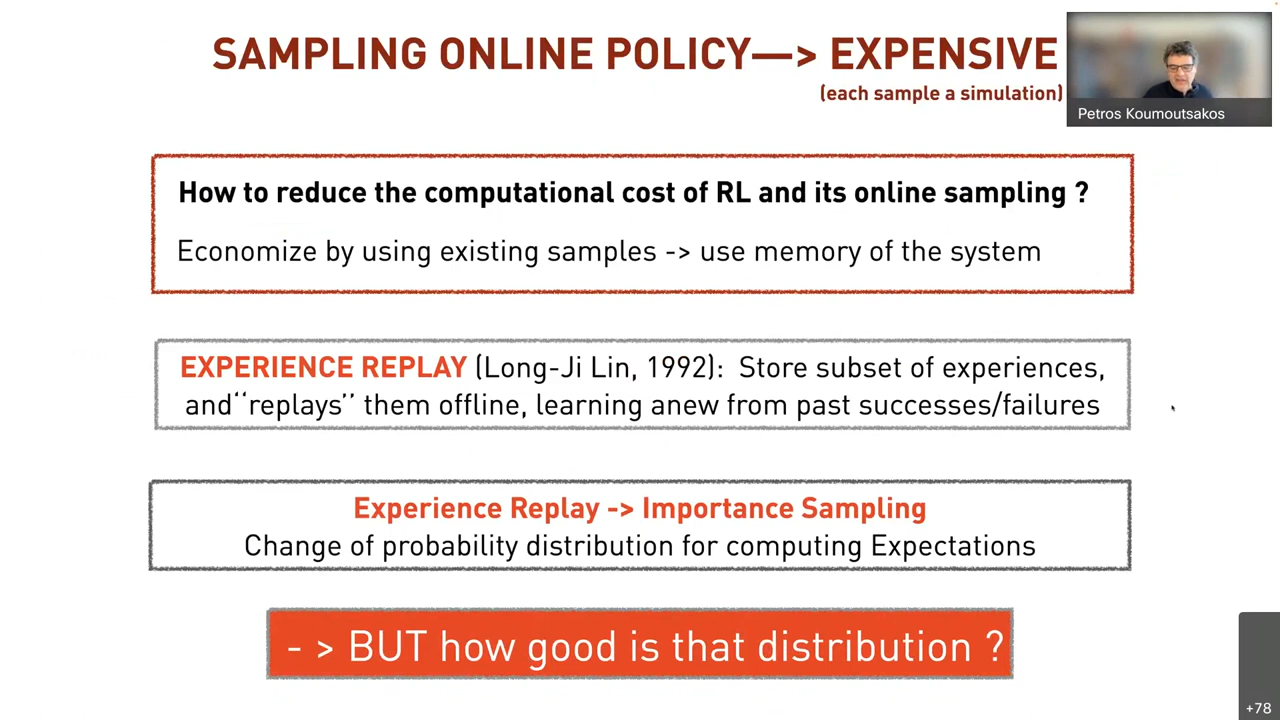 SAMPLING ONLINE POLICY—> EXPENSIVE
(each sample a simulation)
Petros Koumoutsakos
How to reduce the computational cost of RL and its online sampling ?
Economize by using existing samples -> use memory of the system
EXPERIENCE REPLAY (Long-Ji Lin, 1992): Store subset of experiences,
and‘‘replays’’ them offline, learning anew from past successes/failures
Experience Replay -> Importance Sampling
Change of probability distribution for computing Expectations
- > BUT how good is that distribution ?
+78